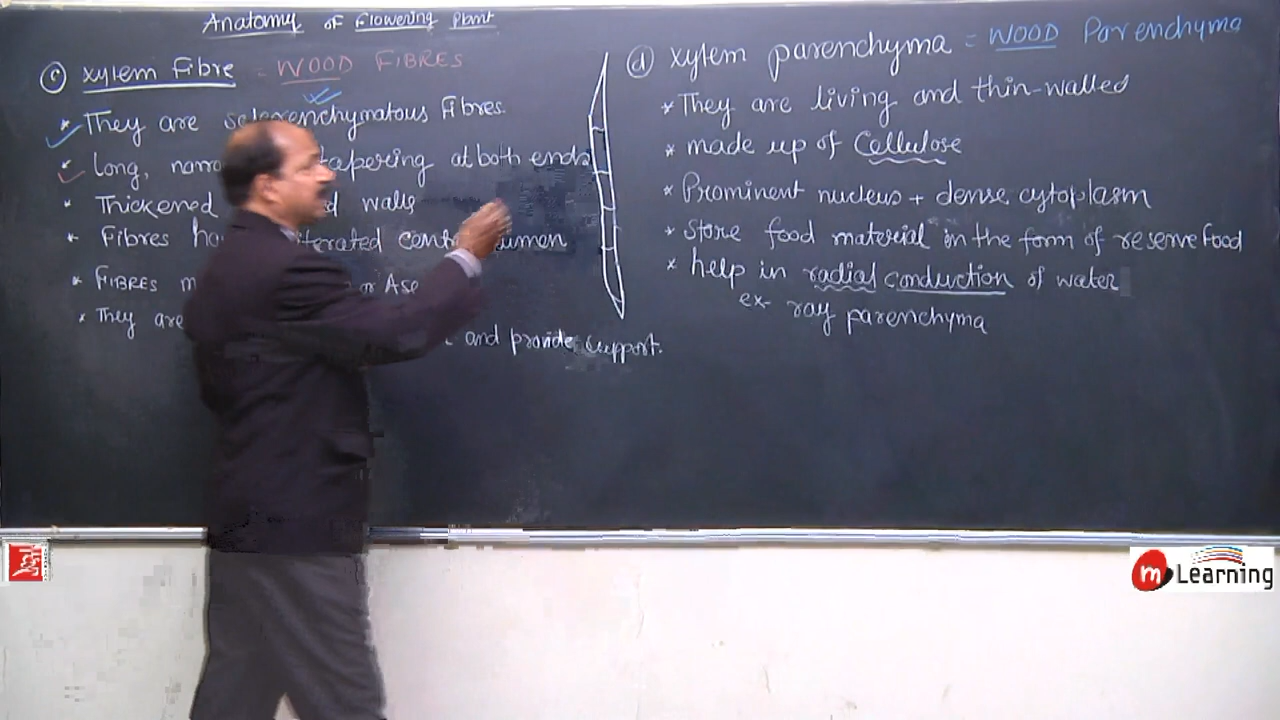 Anatomy of Flowering Plant
(c) Xylem Fibre = WOOD FIBRES
* They are sclerenchymatous Fibres.
* Long, tapering at both ends
* Thickened walls
* Fibres lumen
* FIBRES
* They are and provide support.
(d) Xylem parenchyma = WOOD Parenchyma
* They are living and thin-walled
* made up of Cellulose
* Prominent nucleus + dense cytoplasm
* store food material in the form of reserve food
* help in radial conduction of water
ex- ray parenchyma
m Learning